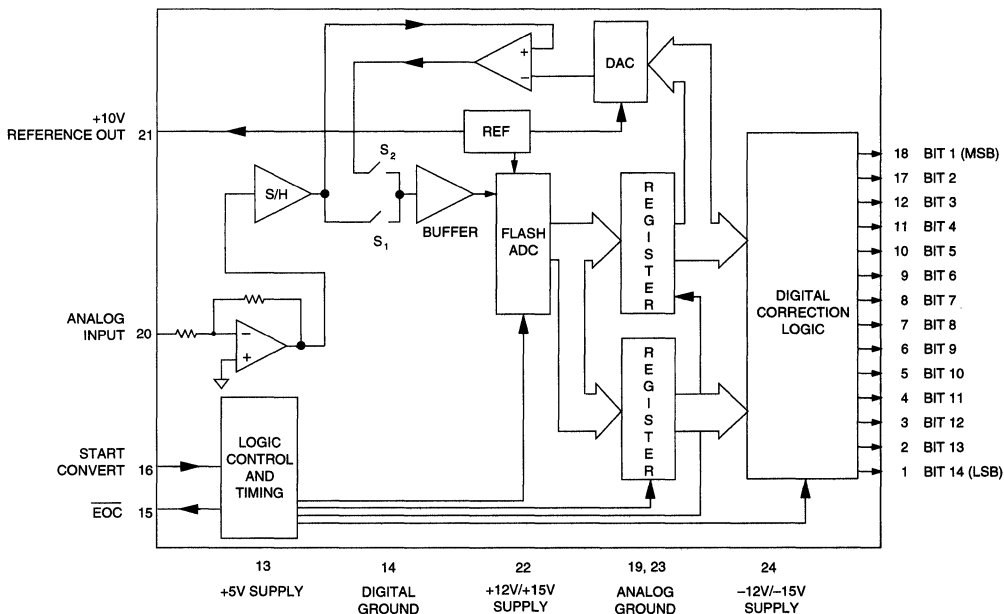 DAC
+
−
+10V
REFERENCE OUT 21
REF
S2
S/H
S1
BUFFER
FLASH
ADC
REGISTER
REGISTER
DIGITAL
CORRECTION
LOGIC
18 BIT 1 (MSB)
17 BIT 2
12 BIT 3
11 BIT 4
10 BIT 5
9 BIT 6
8 BIT 7
7 BIT 8
6 BIT 9
5 BIT 10
4 BIT 11
3 BIT 12
2 BIT 13
1 BIT 14 (LSB)
ANALOG
INPUT 20
−
+
START
CONVERT 16
EOC 15
LOGIC
CONTROL
AND
TIMING
13
+5V SUPPLY
14
DIGITAL
GROUND
22
+12V/+15V
SUPPLY
19, 23
ANALOG
GROUND
24
−12V/−15V
SUPPLY